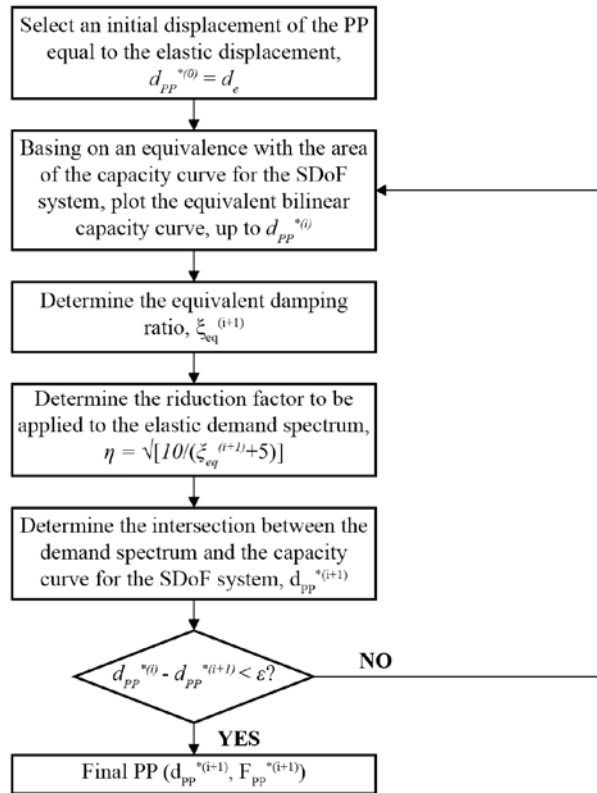 Select an initial displacement of the PP
equal to the elastic displacement,
d_PP^*(0) = d_e
Basing on an equivalence with the area
of the capacity curve for the SDoF
system, plot the equivalent bilinear
capacity curve, up to d_PP^*(i)
Determine the equivalent damping
ratio, ξ_eq^(i+1)
Determine the riduction factor to be
applied to the elastic demand spectrum,
η = √[10/(ξ_eq^(i+1)+5)]
Determine the intersection between the
demand spectrum and the capacity
curve for the SDoF system, d_pp^*(i+1)
d_PP^*(i) - d_PP^*(i+1) < ε?
NO
YES
Final PP (d_pp^*(i+1), F_pp^*(i+1))